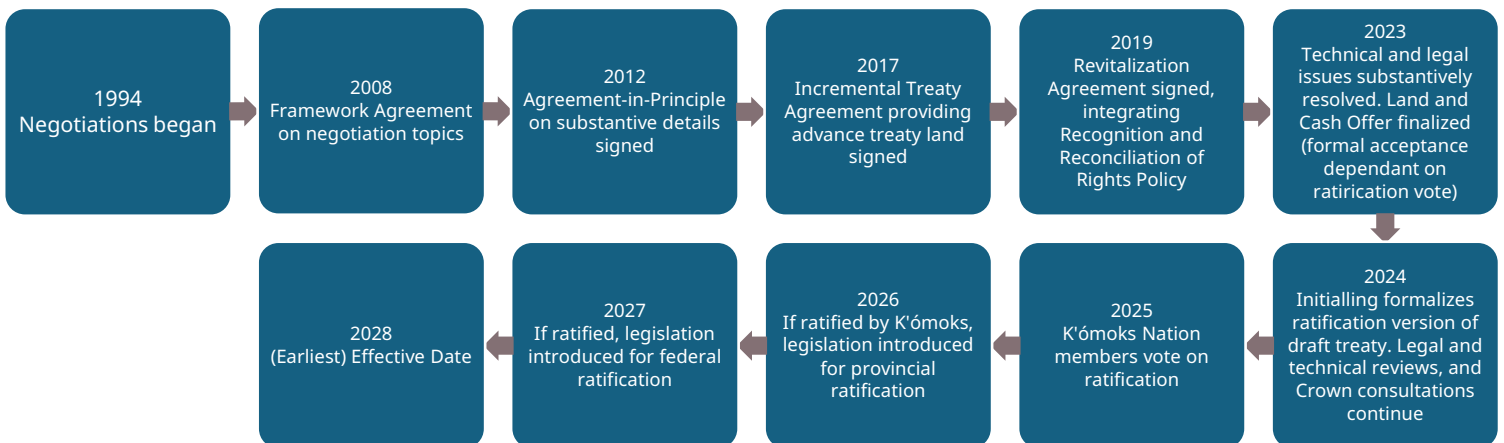 1994
Negotiations began
2008
Framework Agreement
on negotiation topics
2012
Agreement-in-Principle
on substantive details
signed
2017
Incremental Treaty
Agreement providing
advance treaty land
signed
2019
Revitalization
Agreement signed,
integrating
Recognition and
Reconciliation of
Rights Policy
2023
Technical and legal
issues substantively
resolved. Land and
Cash Offer finalized
(formal acceptance
dependant on
ratirication vote)
2024
Initialling formalizes
ratification version of
draft treaty. Legal and
technical reviews, and
Crown consultations
continue
2025
K'ómoks Nation
members vote on
ratification
2026
If ratified by K'ómoks,
legislation introduced
for provincial
ratification
2027
If ratified, legislation
introduced for federal
ratification
2028
(Earliest) Effective Date